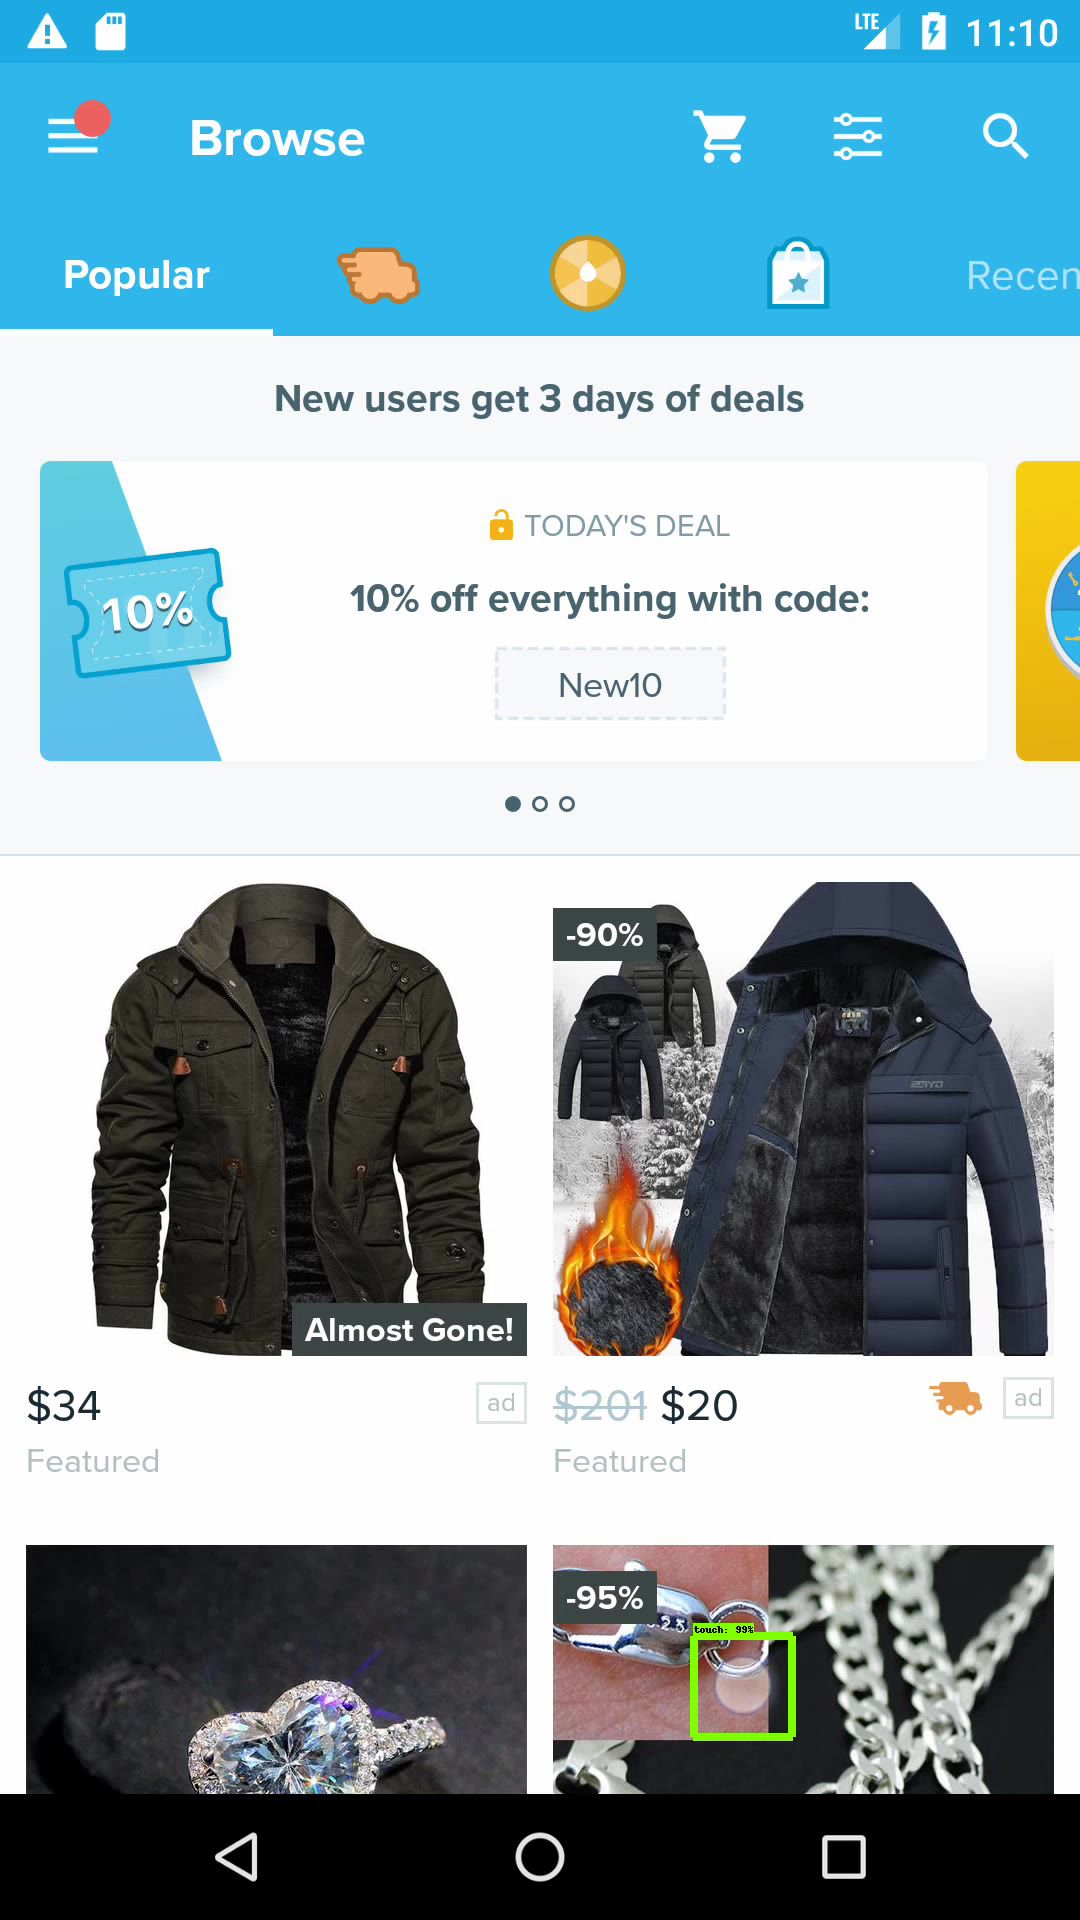 LTE 11:10
Browse
Popular
Recen
New users get 3 days of deals
TODAY'S DEAL
10%
10% off everything with code:
New10
-90%
Almost Gone!
$34 ad
$201 $20 ad
Featured
Featured
-95%
touch: 99%